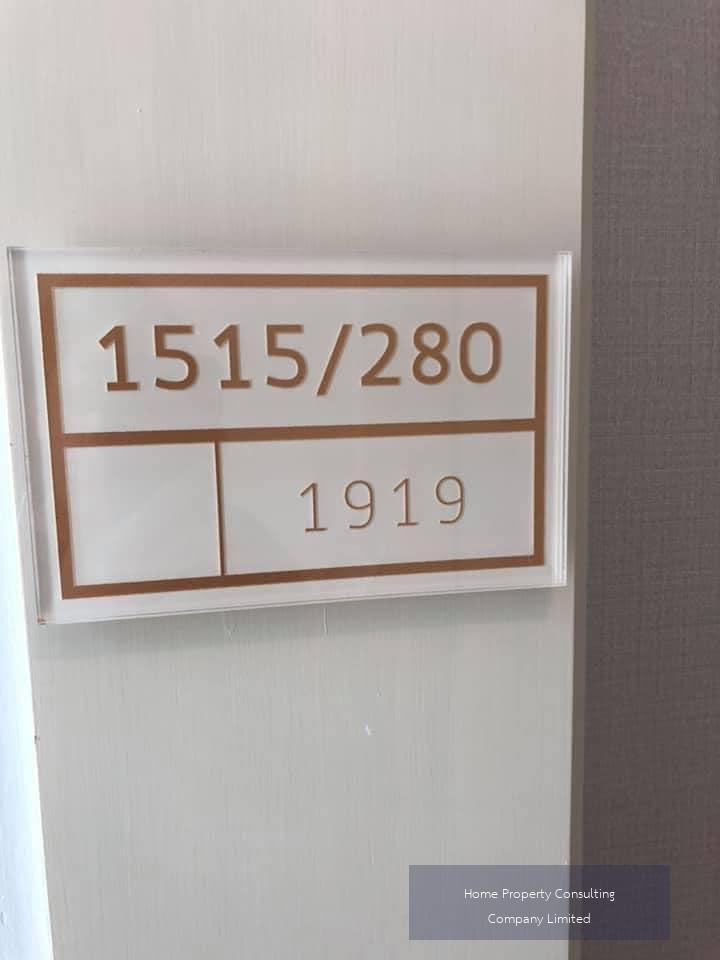 1515/280
1919
Home Property Consulting
Company Limited